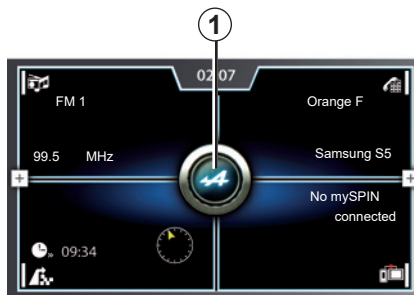 1
02 07
FM 1
Orange F
99.5 MHz
Samsung S5
No mySPIN
connected
09:34